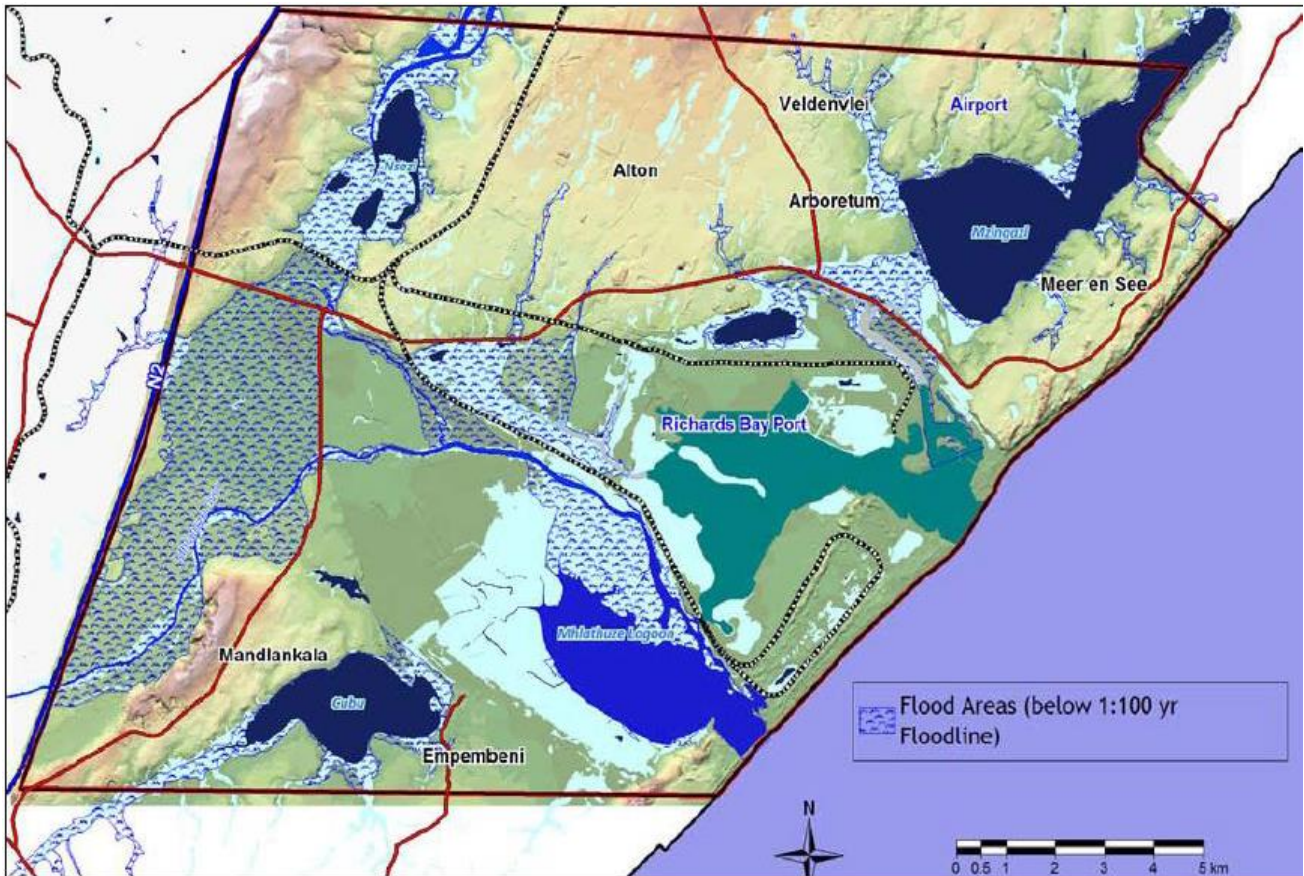 Veldenvlei
Airport
Nsezi
Alton
Arboretum
Mzingazi
Meer en See
N2
Richards Bay Port
Mhlathuze Lagoon
Mandlankala
Cubu
Empembeni
Flood Areas (below 1:100 yr
Floodline)
N
0 0.5 1 2 3 4 5 km